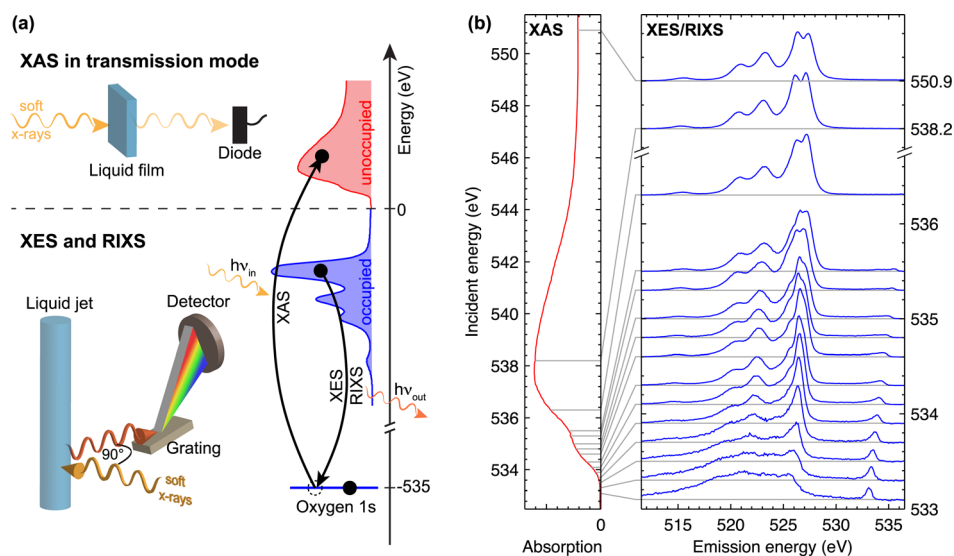 (a)
XAS in transmission mode
soft
x-rays
Liquid film
Diode
Energy (eV)
unoccupied
0
XES and RIXS
hνin
occupied
Liquid jet
Detector
XAS
XES
RIXS
hνout
Grating
90°
soft
x-rays
-535
Oxygen 1s
(b)
XAS
XES/RIXS
Incident energy (eV)
550
548
546
544
542
540
538
536
534
0
Absorption
550.9
538.2
536
535
534
533
515
520
525
530
535
Emission energy (eV)